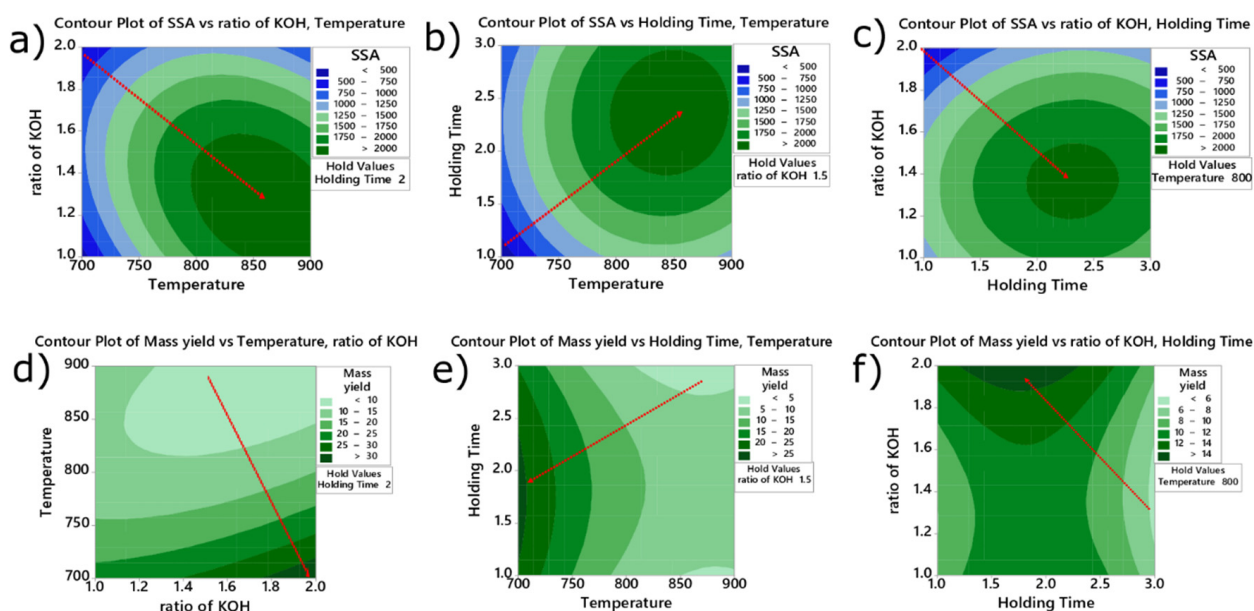 a)
Contour Plot of SSA vs ratio of KOH, Temperature
ratio of KOH
2.0
1.8
1.6
1.4
1.2
1.0
700 750 800 850 900
Temperature
SSA
< 500
500 – 750
750 – 1000
1000 – 1250
1250 – 1500
1500 – 1750
1750 – 2000
> 2000
Hold Values
Holding Time 2
b)
Contour Plot of SSA vs Holding Time, Temperature
Holding Time
3.0
2.5
2.0
1.5
1.0
700 750 800 850 900
Temperature
SSA
< 500
500 – 750
750 – 1000
1000 – 1250
1250 – 1500
1500 – 1750
1750 – 2000
> 2000
Hold Values
ratio of KOH 1.5
c)
Contour Plot of SSA vs ratio of KOH, Holding Time
ratio of KOH
2.0
1.8
1.6
1.4
1.2
1.0
1.0 1.5 2.0 2.5 3.0
Holding Time
SSA
< 500
500 – 750
750 – 1000
1000 – 1250
1250 – 1500
1500 – 1750
1750 – 2000
> 2000
Hold Values
Temperature 800
d)
Contour Plot of Mass yield vs Temperature, ratio of KOH
Temperature
900
850
800
750
700
1.0 1.2 1.4 1.6 1.8 2.0
ratio of KOH
Mass
yield
< 10
10 – 15
15 – 20
20 – 25
25 – 30
> 30
Hold Values
Holding Time 2
e)
Contour Plot of Mass yield vs Holding Time, Temperature
Holding Time
3.0
2.5
2.0
1.5
1.0
700 750 800 850 900
Temperature
Mass
yield
< 5
5 – 10
10 – 15
15 – 20
20 – 25
> 25
Hold Values
ratio of KOH 1.5
f)
Contour Plot of Mass yield vs ratio of KOH, Holding Time
ratio of KOH
2.0
1.8
1.6
1.4
1.2
1.0
1.0 1.5 2.0 2.5 3.0
Holding Time
Mass
yield
< 6
6 – 8
8 – 10
10 – 12
12 – 14
> 14
Hold Values
Temperature 800